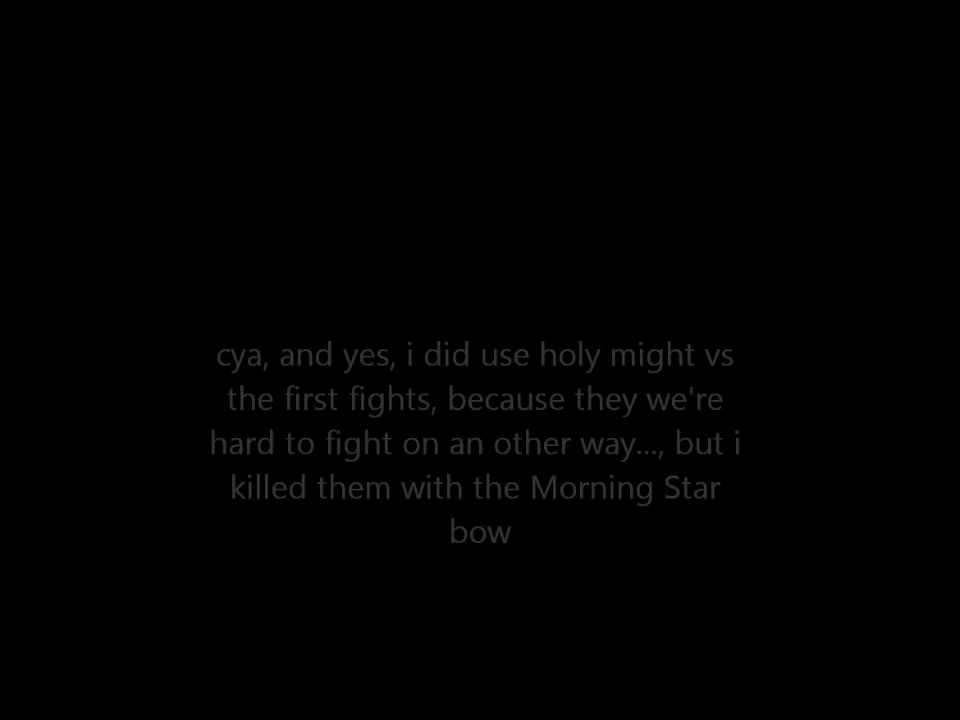 cya, and yes, i did use holy might vs
the first fights, because they we're
hard to fight on an other way..., but i
killed them with the Morning Star
bow